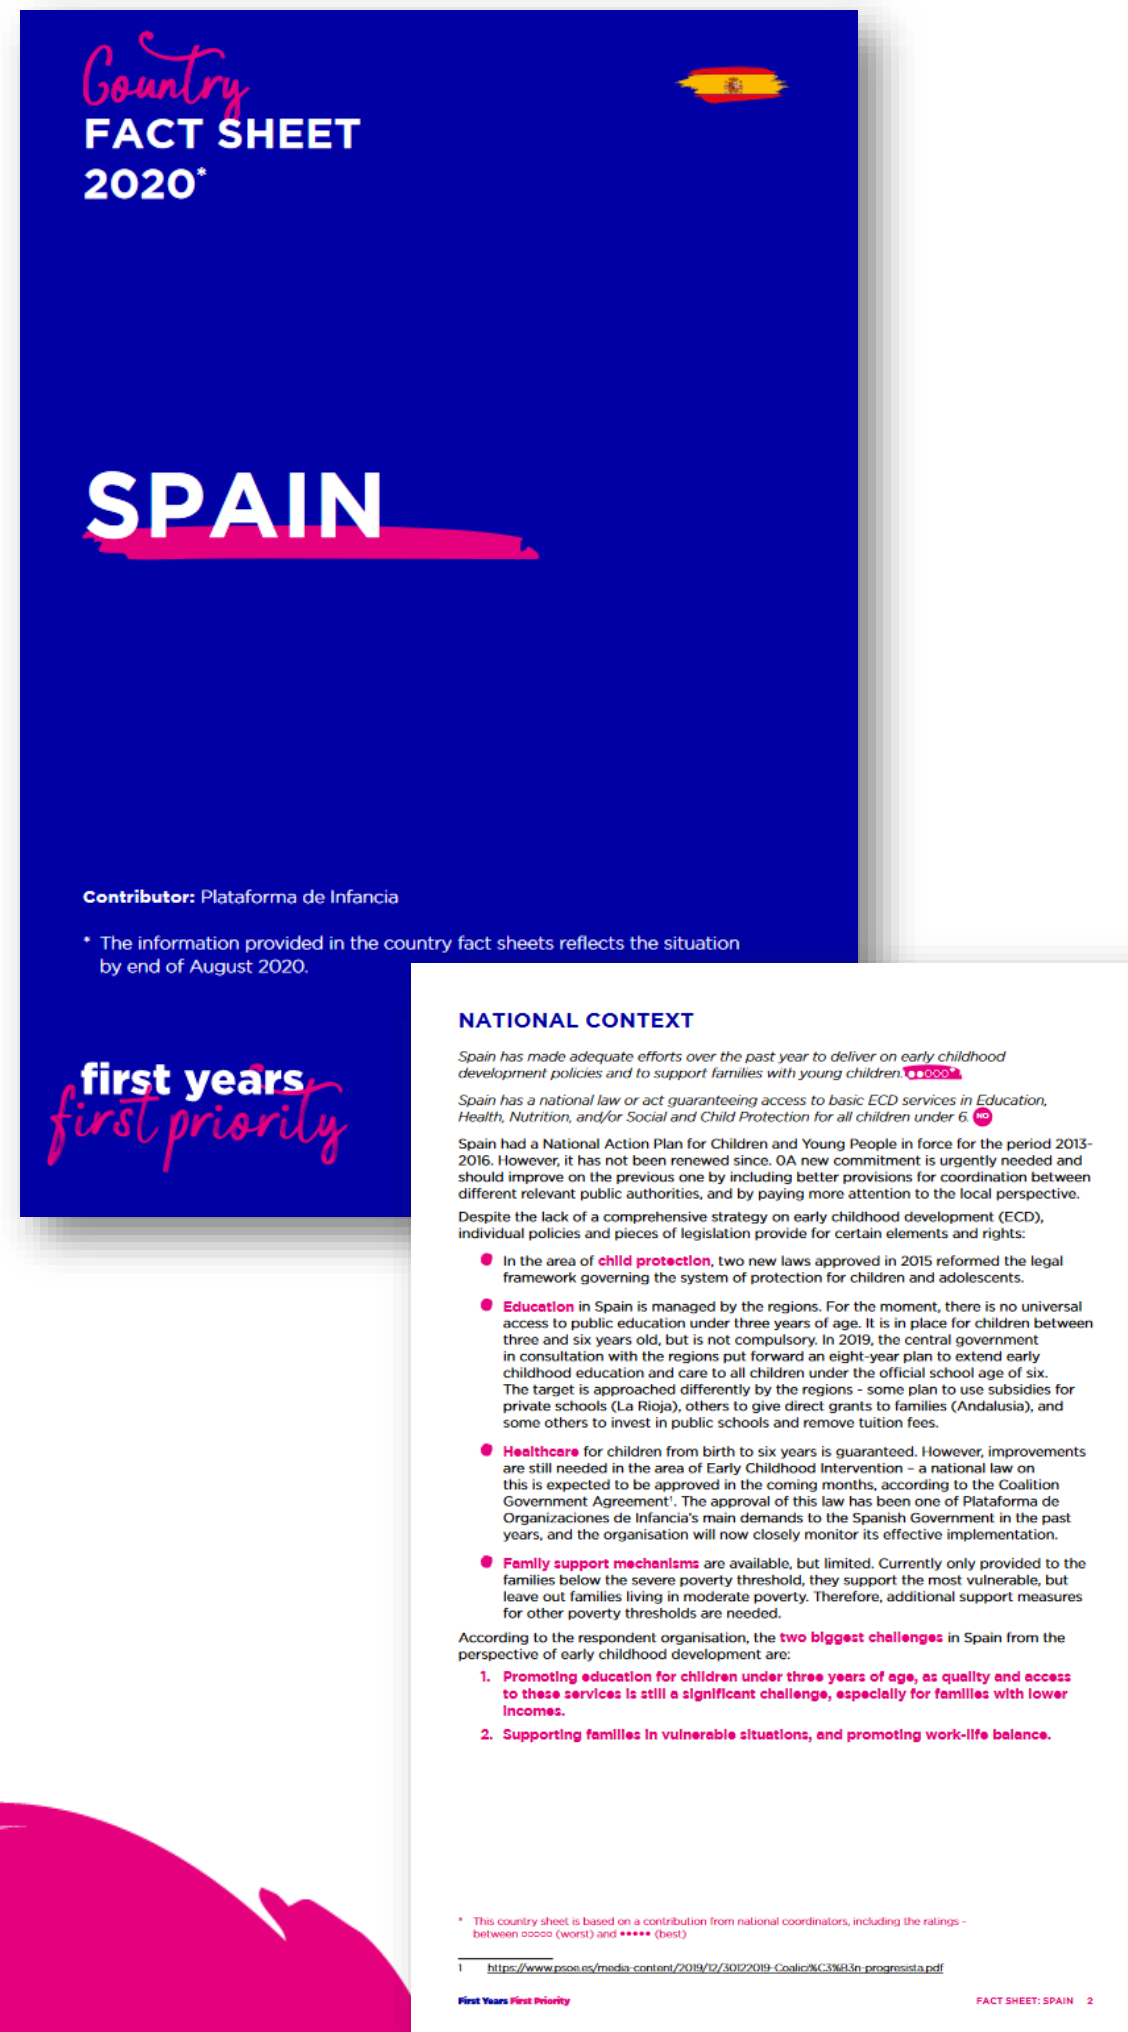 Country
FACT SHEET
2020*
SPAIN
Contributor: Plataforma de Infancia
* The information provided in the country fact sheets reflects the situation
by end of August 2020.
first years
first priority
NATIONAL CONTEXT
Spain has made adequate efforts over the past year to deliver on early childhood
development policies and to support families with young children. ●●○○○*
Spain has a national law or act guaranteeing access to basic ECD services in Education,
Health, Nutrition, and/or Social and Child Protection for all children under 6. NO
Spain had a National Action Plan for Children and Young People in force for the period 2013-
2016. However, it has not been renewed since. 0A new commitment is urgently needed and
should improve on the previous one by including better provisions for coordination between
different relevant public authorities, and by paying more attention to the local perspective.
Despite the lack of a comprehensive strategy on early childhood development (ECD),
individual policies and pieces of legislation provide for certain elements and rights:
● In the area of child protection, two new laws approved in 2015 reformed the legal
framework governing the system of protection for children and adolescents.
● Education in Spain is managed by the regions. For the moment, there is no universal
access to public education under three years of age. It is in place for children between
three and six years old, but is not compulsory. In 2019, the central government
in consultation with the regions put forward an eight-year plan to extend early
childhood education and care to all children under the official school age of six.
The target is approached differently by the regions - some plan to use subsidies for
private schools (La Rioja), others to give direct grants to families (Andalusia), and
some others to invest in public schools and remove tuition fees.
● Healthcare for children from birth to six years is guaranteed. However, improvements
are still needed in the area of Early Childhood Intervention – a national law on
this is expected to be approved in the coming months, according to the Coalition
Government Agreement¹. The approval of this law has been one of Plataforma de
Organizaciones de Infancia's main demands to the Spanish Government in the past
years, and the organisation will now closely monitor its effective implementation.
● Family support mechanisms are available, but limited. Currently only provided to the
families below the severe poverty threshold, they support the most vulnerable, but
leave out families living in moderate poverty. Therefore, additional support measures
for other poverty thresholds are needed.
According to the respondent organisation, the two biggest challenges in Spain from the
perspective of early childhood development are:
1. Promoting education for children under three years of age, as quality and access
to these services is still a significant challenge, especially for families with lower
incomes.
2. Supporting families in vulnerable situations, and promoting work-life balance.
* This country sheet is based on a contribution from national coordinators, including the ratings -
between ○○○○○ (worst) and ●●●●● (best)
1 https://www.psoe.es/media-content/2019/12/30122019-Coalici%C3%B3n-progresista.pdf
First Years First Priority
FACT SHEET: SPAIN 2